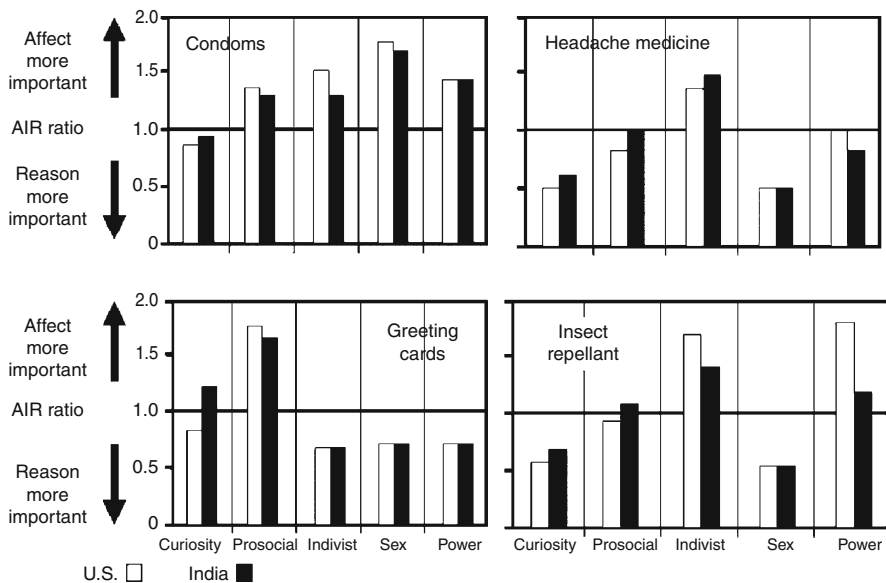 Affect
more
important
AIR ratio
Reason
more
important
2.0
1.5
1.0
0.5
0
Condoms
Headache medicine
Affect
more
important
AIR ratio
Reason
more
important
2.0
1.5
1.0
0.5
0
Greeting
cards
Insect
repellant
Curiosity Prosocial Indivist Sex Power
Curiosity Prosocial Indivist Sex Power
U.S. India